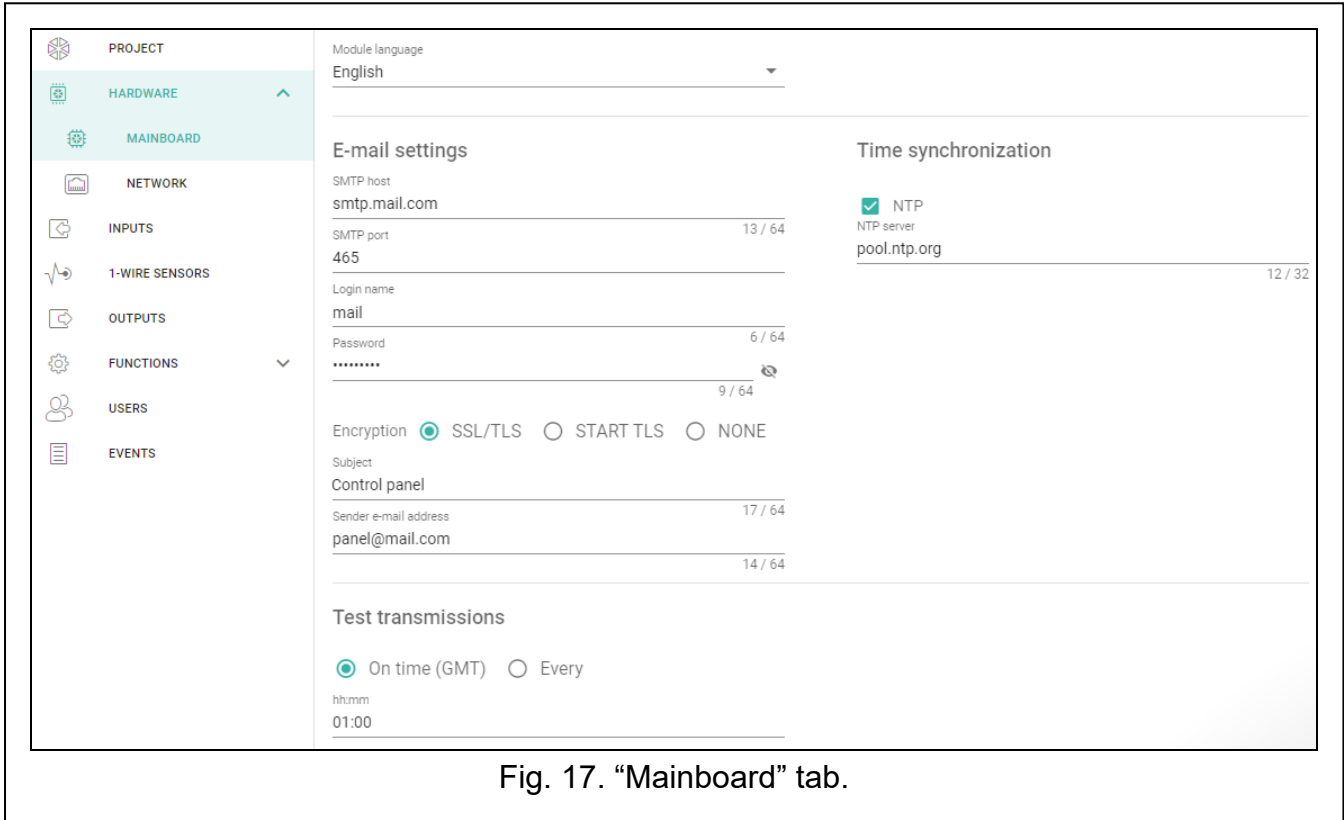 PROJECT
HARDWARE
MAINBOARD
NETWORK
INPUTS
1-WIRE SENSORS
OUTPUTS
FUNCTIONS
USERS
EVENTS
Module language
English
E-mail settings
SMTP host
smtp.mail.com
13 / 64
SMTP port
465
Login name
mail
6 / 64
Password
•••••••••
9 / 64
Encryption SSL/TLS START TLS NONE
Subject
Control panel
17 / 64
Sender e-mail address
panel@mail.com
14 / 64
Time synchronization
NTP
NTP server
pool.ntp.org
12 / 32
Test transmissions
On time (GMT) Every
hh:mm
01:00
Fig. 17. “Mainboard” tab.